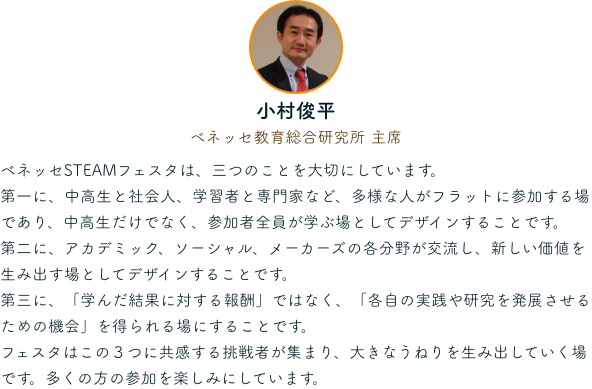 小村俊平
ベネッセ教育総合研究所 主席
ベネッセSTEAMフェスタは、三つのことを大切にしています。
第一に、中高生と社会人、学習者と専門家など、多様な人がフラットに参加する場
であり、中高生だけでなく、参加者全員が学ぶ場としてデザインすることです。
第二に、アカデミック、ソーシャル、メーカーズの各分野が交流し、新しい価値を
生み出す場としてデザインすることです。
第三に、「学んだ結果に対する報酬」ではなく、「各自の実践や研究を発展させる
ための機会」を得られる場にすることです。
フェスタはこの３つに共感する挑戦者が集まり、大きなうねりを生み出していく場
です。多くの方の参加を楽しみにしています。